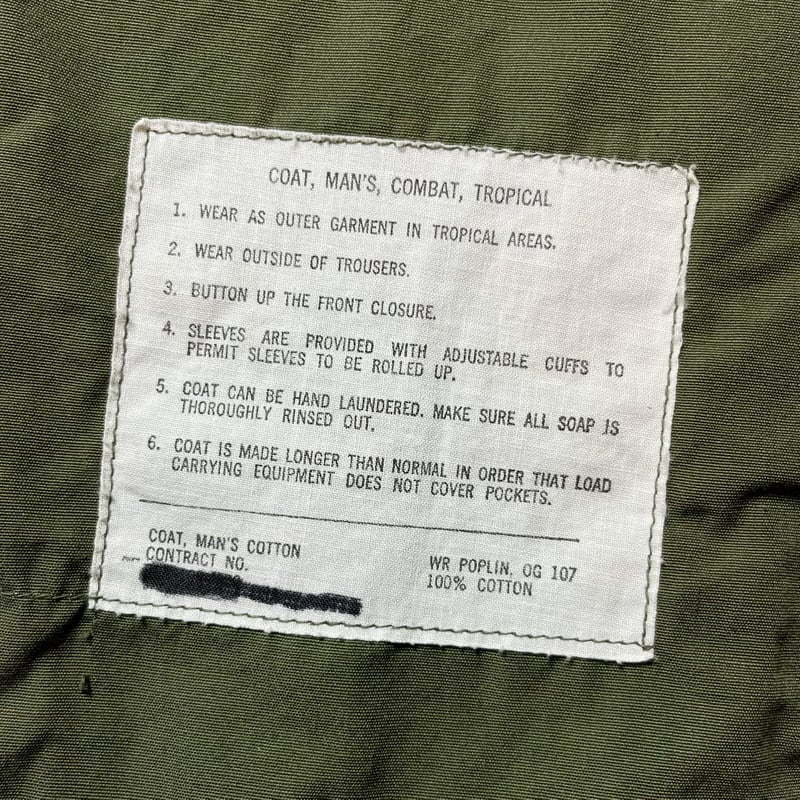 COAT, MAN'S, COMBAT, TROPICAL
1. WEAR AS OUTER GARMENT IN TROPICAL AREAS.
2. WEAR OUTSIDE OF TROUSERS.
3. BUTTON UP THE FRONT CLOSURE.
4. SLEEVES ARE PROVIDED WITH ADJUSTABLE CUFFS TO
PERMIT SLEEVES TO BE ROLLED UP.
5. COAT CAN BE HAND LAUNDERED. MAKE SURE ALL SOAP IS
THOROUGHLY RINSED OUT.
6. COAT IS MADE LONGER THAN NORMAL IN ORDER THAT LOAD
CARRYING EQUIPMENT DOES NOT COVER POCKETS.
COAT, MAN'S COTTON
CONTRACT NO.
WR POPLIN, OG 107
100% COTTON